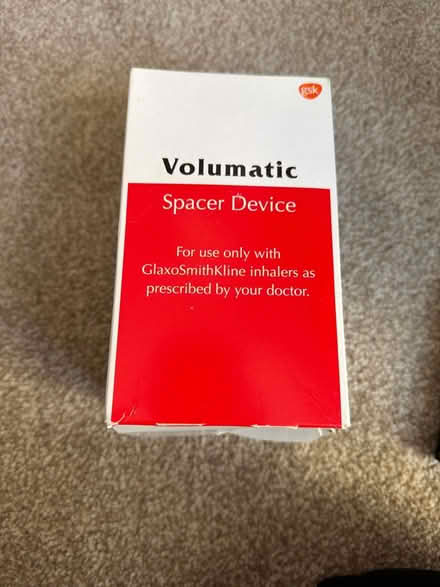 gsk
Volumatic
Spacer Device
For use only with
GlaxoSmithKline inhalers as
prescribed by your doctor.